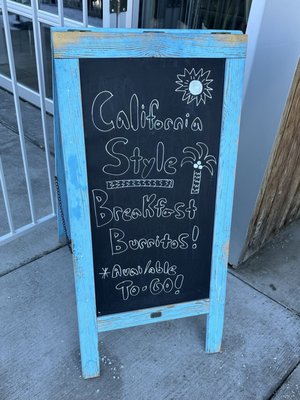 California
Style
Breakfast
Burritos!
*Available
To-Go!